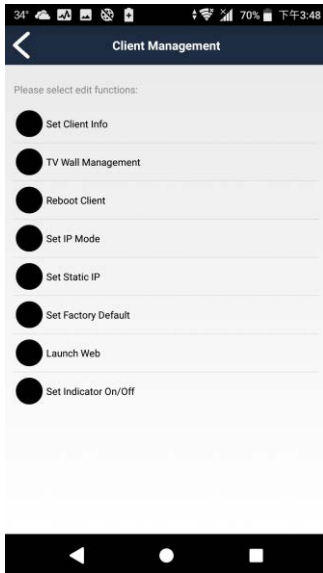 34° 70% 下午3:48
Client Management
Please select edit functions:
Set Client Info
TV Wall Management
Reboot Client
Set IP Mode
Set Static IP
Set Factory Default
Launch Web
Set Indicator On/Off